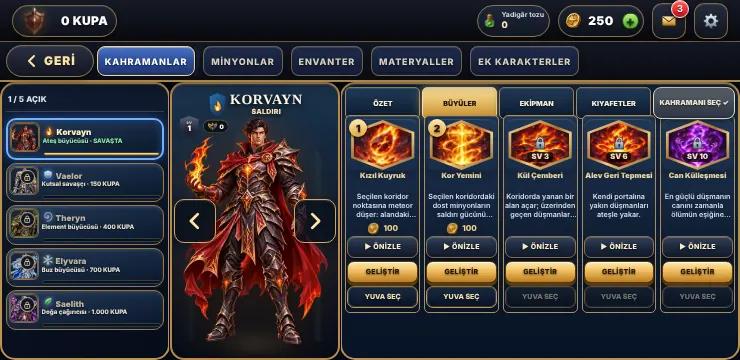 0 KUPA
Yadigâr tozu
0
250
3
GERİ
KAHRAMANLAR
MİNYONLAR
ENVANTER
MATERYALLER
EK KARAKTERLER
1 / 5 AÇIK
Korvayn
Ateş büyücüsü · SAVAŞTA
Vaelor
Kutsal savaşçı · 150 KUPA
Theryn
Element büyücüsü · 400 KUPA
Elyvara
Buz büyücüsü · 700 KUPA
Saelith
Doğa çağırıcısı · 1.000 KUPA
KORVAYN
SALDIRI
SV
1
0
ÖZET
BÜYÜLER
EKİPMAN
KIYAFETLER
KAHRAMANI SEÇ ✓
1
Kızıl Kuyruk
Seçilen koridor
noktasına meteor
düşer: alandaki...
100
ÖNİZLE
GELİŞTİR
YUVA SEÇ
2
Kor Yemini
Seçilen koridordaki
dost minyonların
saldırı gücünü...
100
ÖNİZLE
GELİŞTİR
YUVA SEÇ
SV 3
Kül Çemberi
Koridorda yanan bir
alan açar; üzerinden
geçen düşmanlar...
ÖNİZLE
GELİŞTİR
YUVA SEÇ
SV 6
Alev Geri Tepmesi
Kendi portalına
yakın düşmanları
ateşle yakar.
ÖNİZLE
GELİŞTİR
YUVA SEÇ
SV 10
Can Külleşmesi
En güçlü düşmanın
canını zamanla
ölümün eşiğine...
ÖNİZLE
GELİŞTİR
YUVA SEÇ